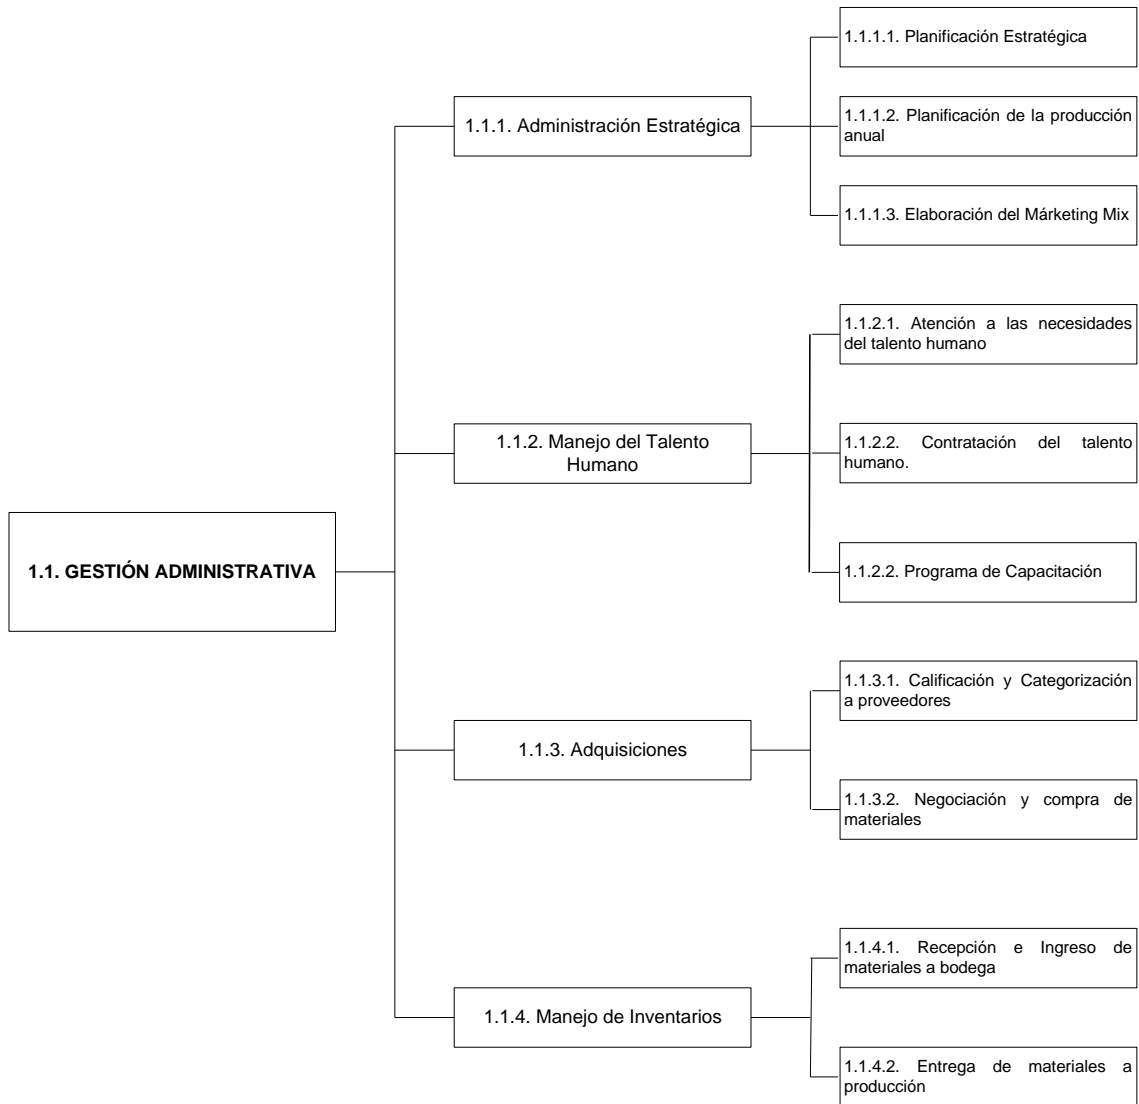 1.1. GESTIÓN ADMINISTRATIVA
1.1.1. Administración Estratégica
1.1.1.1. Planificación Estratégica
1.1.1.2. Planificación de la producción
anual
1.1.1.3. Elaboración del Márketing Mix
1.1.2. Manejo del Talento
Humano
1.1.2.1. Atención a las necesidades
del talento humano
1.1.2.2. Contratación del talento
humano.
1.1.2.2. Programa de Capacitación
1.1.3. Adquisiciones
1.1.3.1. Calificación y Categorización
a proveedores
1.1.3.2. Negociación y compra de
materiales
1.1.4. Manejo de Inventarios
1.1.4.1. Recepción e Ingreso de
materiales a bodega
1.1.4.2. Entrega de materiales a
producción